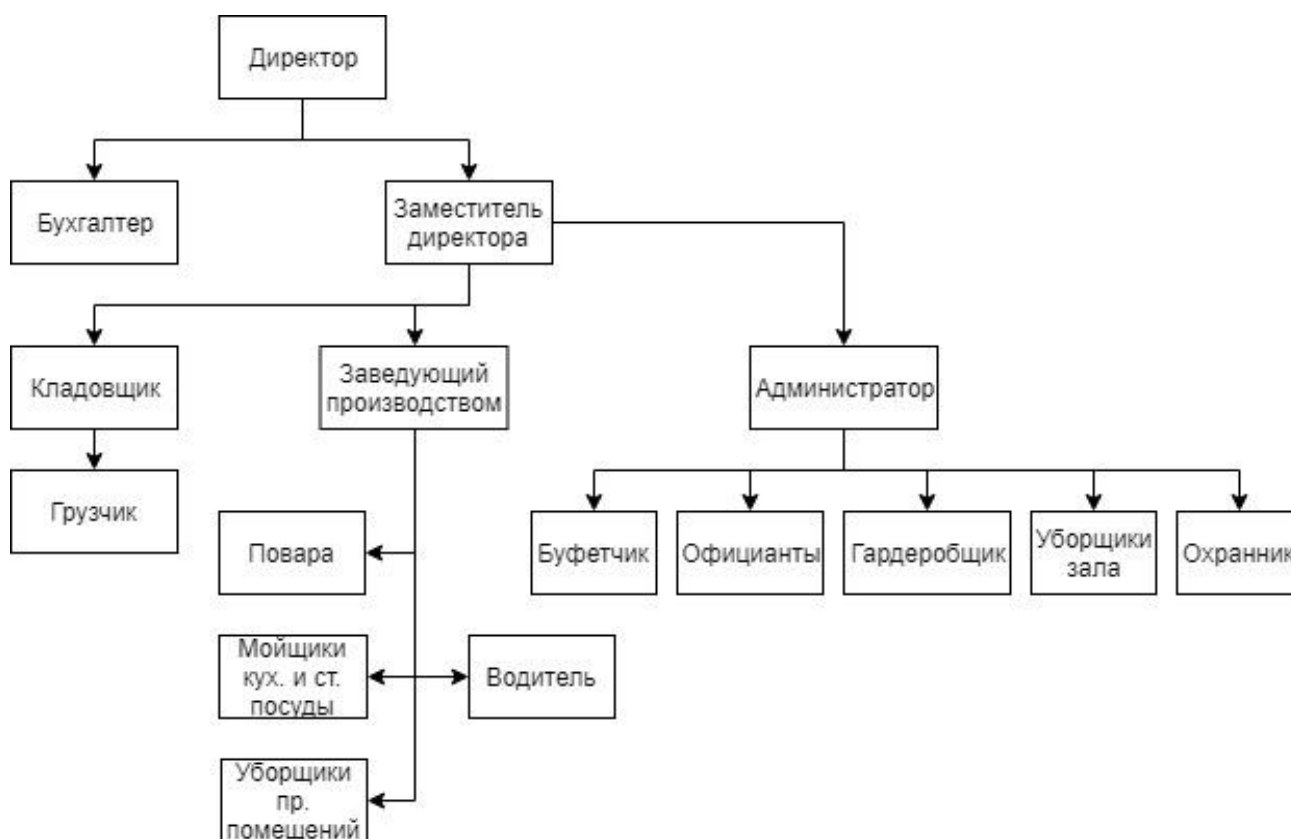 Директор
Бухгалтер
Заместитель
директора
Кладовщик
Заведующий
производством
Администратор
Грузчик
Повара
Буфетчик
Официанты
Гардеробщик
Уборщики
зала
Охранник
Мойщики
кух. и ст.
посуды
Водитель
Уборщики
пр.
помещений